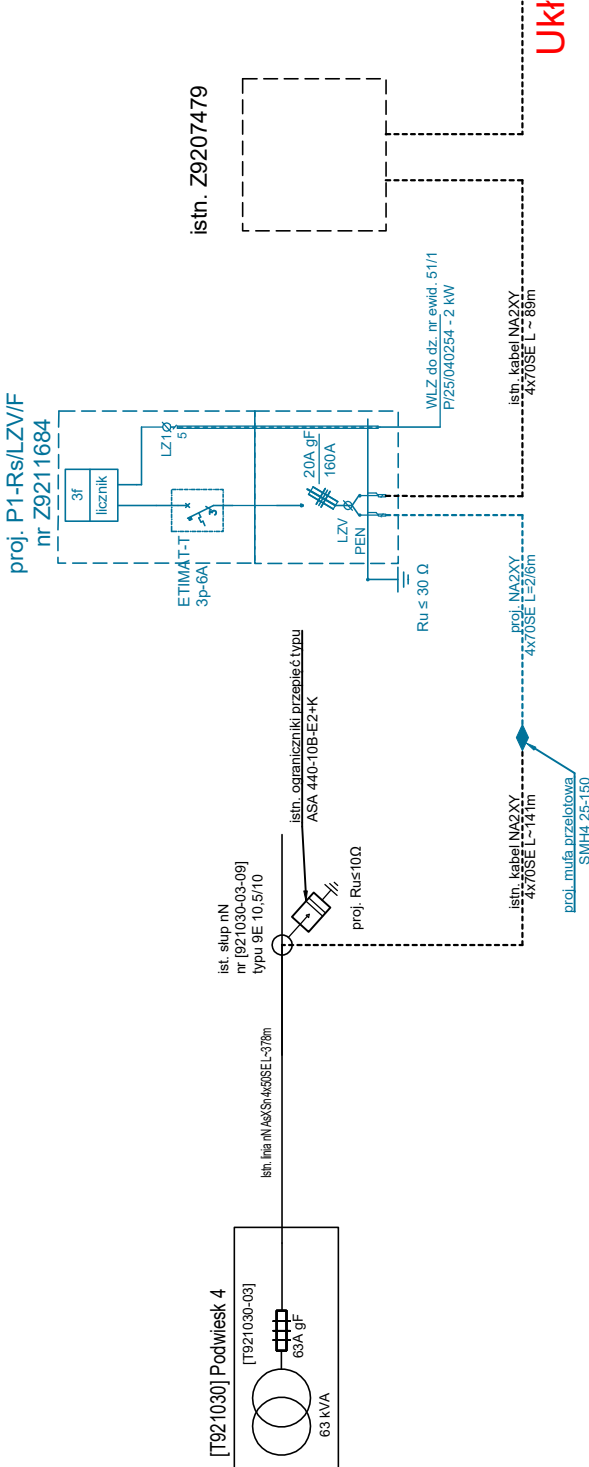 [T921030] Podwiesk 4
[T921030-03]
63A gF
63 kVA
Istn. linia nN AsXSn 4x50SE L~378m
ist. słup nN
nr [921030-03-09]
typu 9E 10,5/10
istn. ograniczniki przepięć typu
ASA 440-10B-E2+K
proj. Ru≤10Ω
istn. kabel NA2XY
4x70SE L~141m
proj. mufa przelotowa
SMH4 25-150
proj. NA2XY
4x70SE L=2/6m
proj. P1-Rs/LZV/F
nr Z9211684
3f
licznik
LZ1
5
ETIMAT-T
3p-6A
20A gF
160A
LZV
PEN
Ru ≤ 30 Ω
WLZ do dz. nr ewid. 51/1
P/25/040254 - 2 kW
istn. kabel NA2XY
4x70SE L ~ 89m
istn. Z9207479